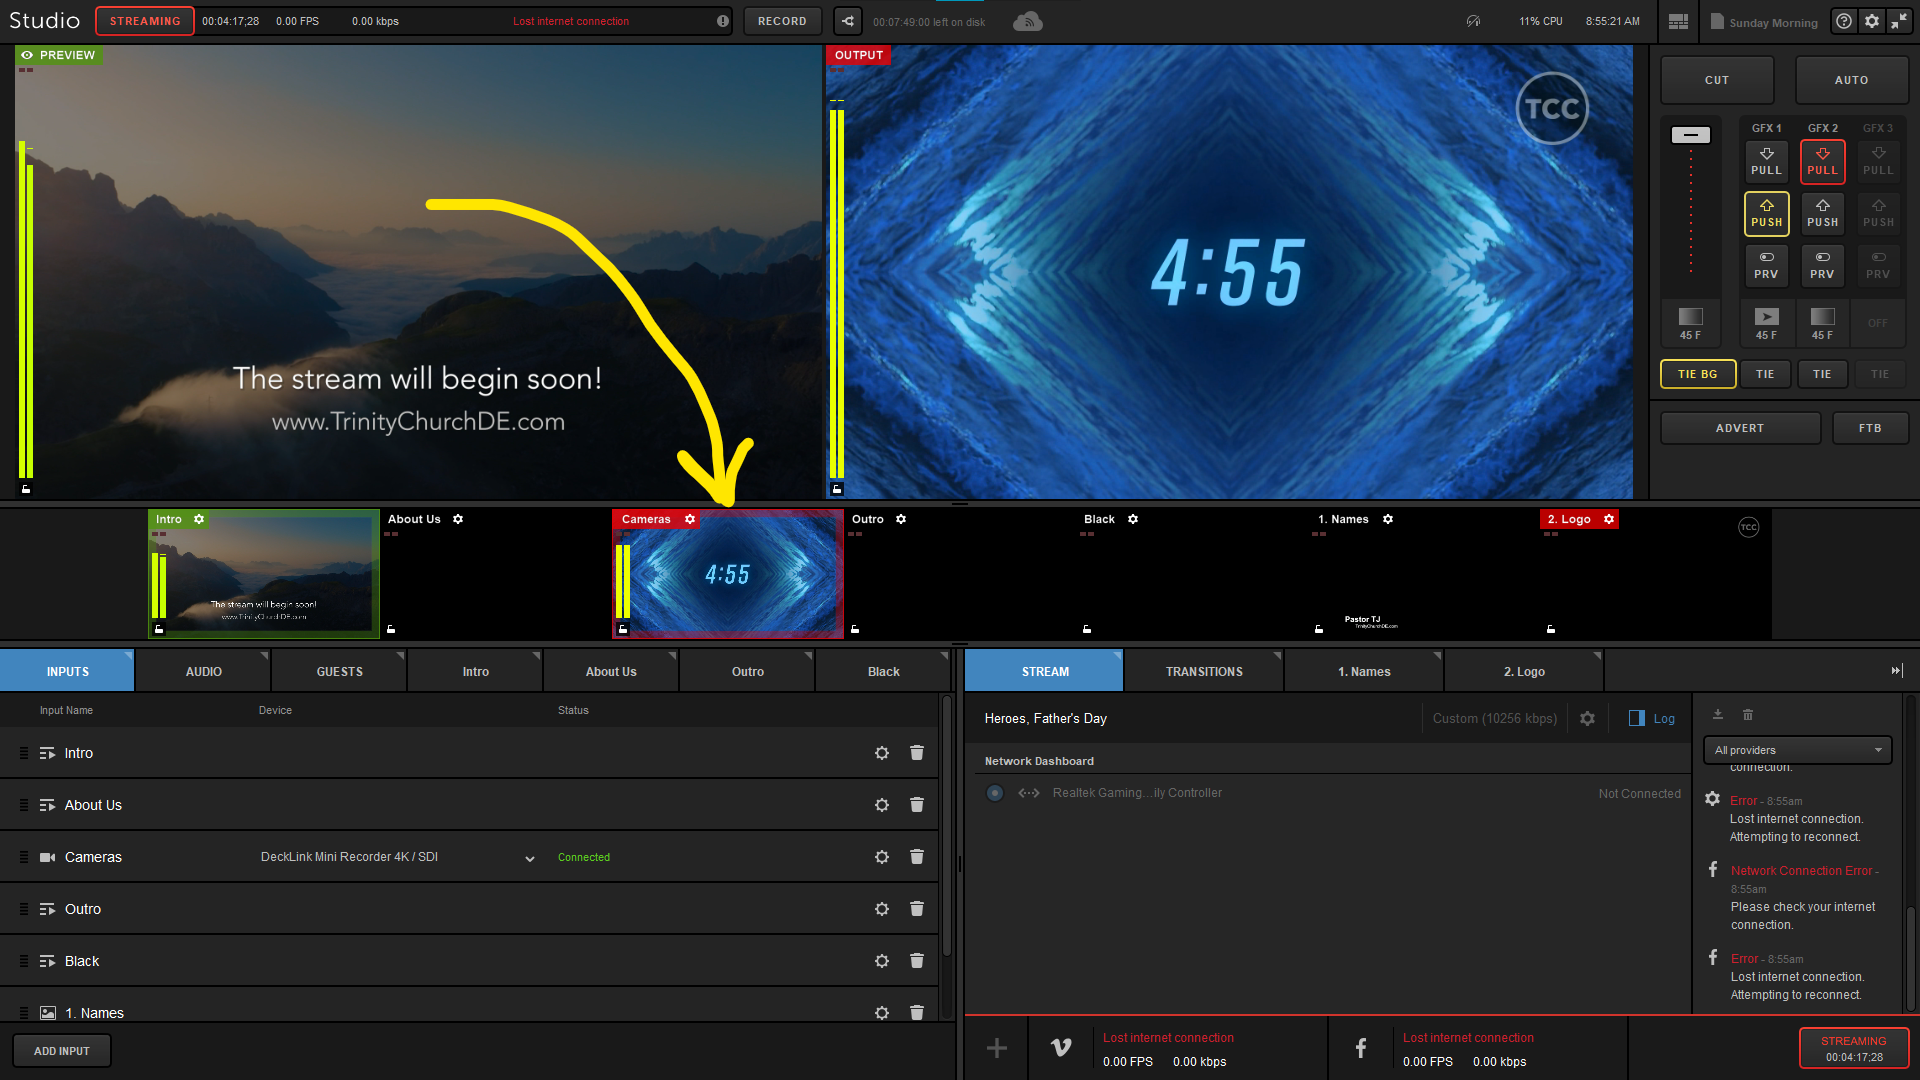 Studio STREAMING 00:04:17;28 0.00 FPS 0.00 kbps Lost internet connection RECORD 00:07:49:00 left on disk 11% CPU 8:55:21 AM Sunday Morning
PREVIEW
The stream will begin soon!
www.TrinityChurchDE.com
OUTPUT
TCC
4:55
CUT AUTO
GFX 1 GFX 2 GFX 3
PULL PULL PULL
PUSH PUSH PUSH
PRV PRV PRV
45 F 45 F 45 F OFF
TIE BG TIE TIE TIE
ADVERT FTB
Intro About Us Cameras Outro Black 1. Names 2. Logo
TCC
4:55
The stream will begin soon!
www.TrinityChurchDE.com
Pastor TJ
TrinityChurchDE.com
INPUTS AUDIO GUESTS Intro About Us Outro Black
Input Name Device Status
Intro
About Us
Cameras DeckLink Mini Recorder 4K / SDI Connected
Outro
Black
1. Names
ADD INPUT
STREAM TRANSITIONS 1. Names 2. Logo
Heroes, Father's Day Custom (10256 kbps) Log
Network Dashboard
Realtek Gaming...ily Controller Not Connected
All providers
connection.
Error - 8:55am
Lost internet connection.
Attempting to reconnect.
Network Connection Error -
8:55am
Please check your internet
connection.
Error - 8:55am
Lost internet connection.
Attempting to reconnect.
Lost internet connection
0.00 FPS 0.00 kbps
Lost internet connection
0.00 FPS 0.00 kbps
STREAMING
00:04:17;28